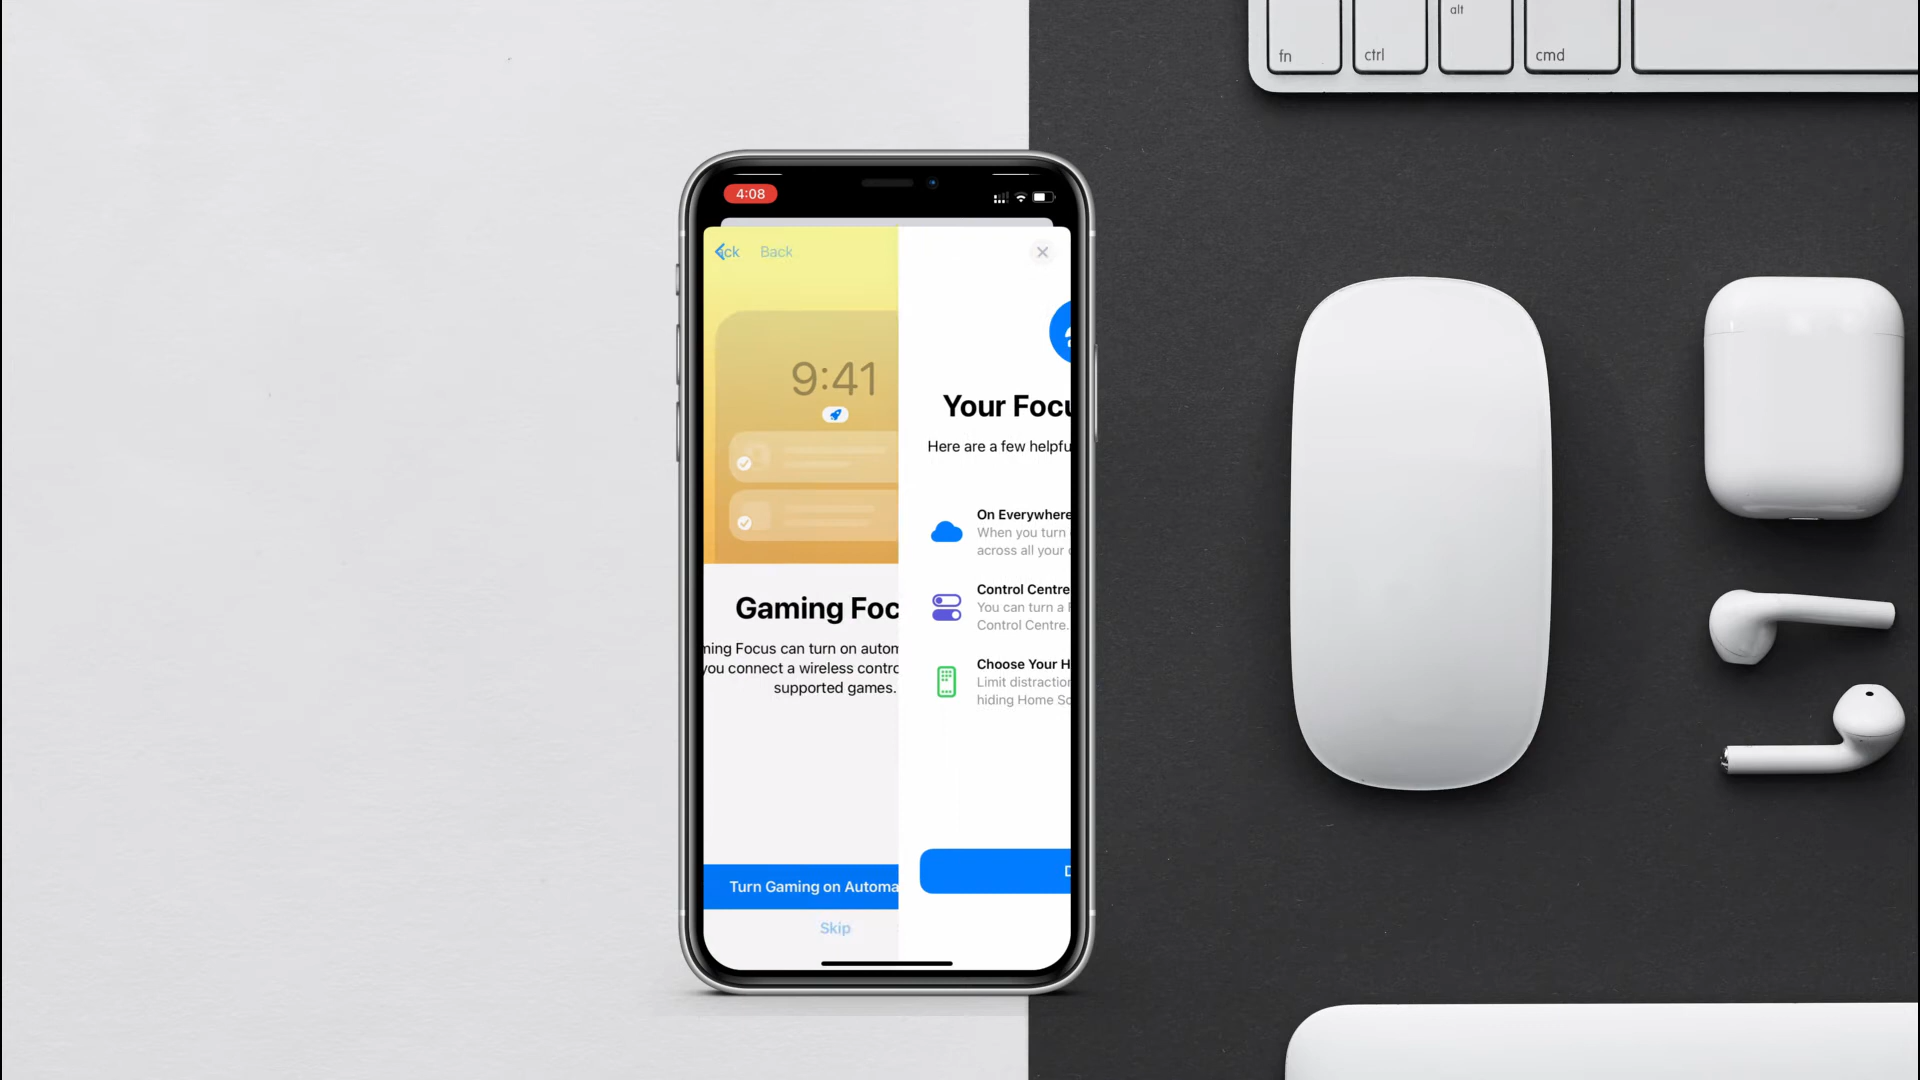 fn
ctrl
alt
cmd
4:08
ck
Back
9:41
Gaming Foc
ning Focus can turn on autom
you connect a wireless contro
supported games.
Turn Gaming on Automa
Skip
Your Focu
Here are a few helpfu
On Everywhere
When you turn
across all your
Control Centre
You can turn a
Control Centre.
Choose Your H
Limit distraction
hiding Home Sc